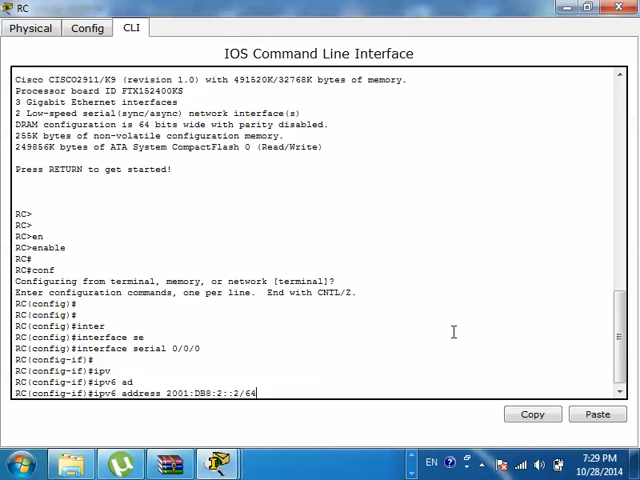 RC
Physical
Config
CLI
IOS Command Line Interface
Cisco CISCO2911/K9 (revision 1.0) with 491520K/32768K bytes of memory.
Processor board ID FTX152400KS
3 Gigabit Ethernet interfaces
2 Low-speed serial(sync/async) network interface(s)
DRAM configuration is 64 bits wide with parity disabled.
255K bytes of non-volatile configuration memory.
249856K bytes of ATA System CompactFlash 0 (Read/Write)
Press RETURN to get started!
RC>
RC>
RC>en
RC>enable
RC#
RC#conf
Configuring from terminal, memory, or network [terminal]?
Enter configuration commands, one per line.  End with CNTL/Z.
RC(config)#
RC(config)#
RC(config)#inter
RC(config)#interface se
RC(config)#interface serial 0/0/0
RC(config-if)#
RC(config-if)#ipv
RC(config-if)#ipv6 ad
RC(config-if)#ipv6 address 2001:DB8:2::2/64
Copy
Paste
EN
7:29 PM
10/28/2014